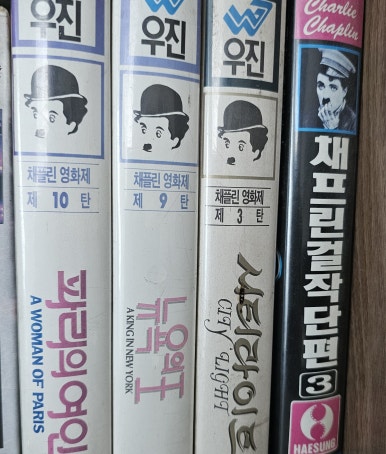 우진
채플린 영화제
제 10 탄
파리의 여인
A WOMAN OF PARIS
우진
채플린 영화제
제 9 탄
뉴욕의 
A KING IN NEW YORK
우진
채플린 영화제
제 3 탄
시티라이트
city light
Charlie
Chaplin
채프린걸작단편
3
HAESUNG